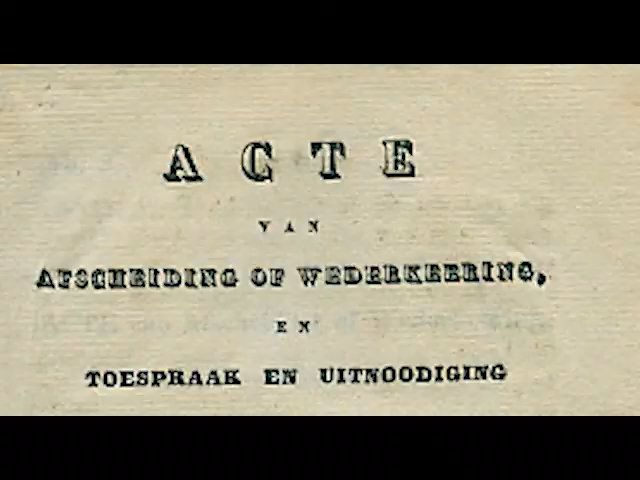 ACTE
VAN
AFSCHEIDING OF WEDERKEERING,
EN
TOESPRAAK EN UITNOODIGING